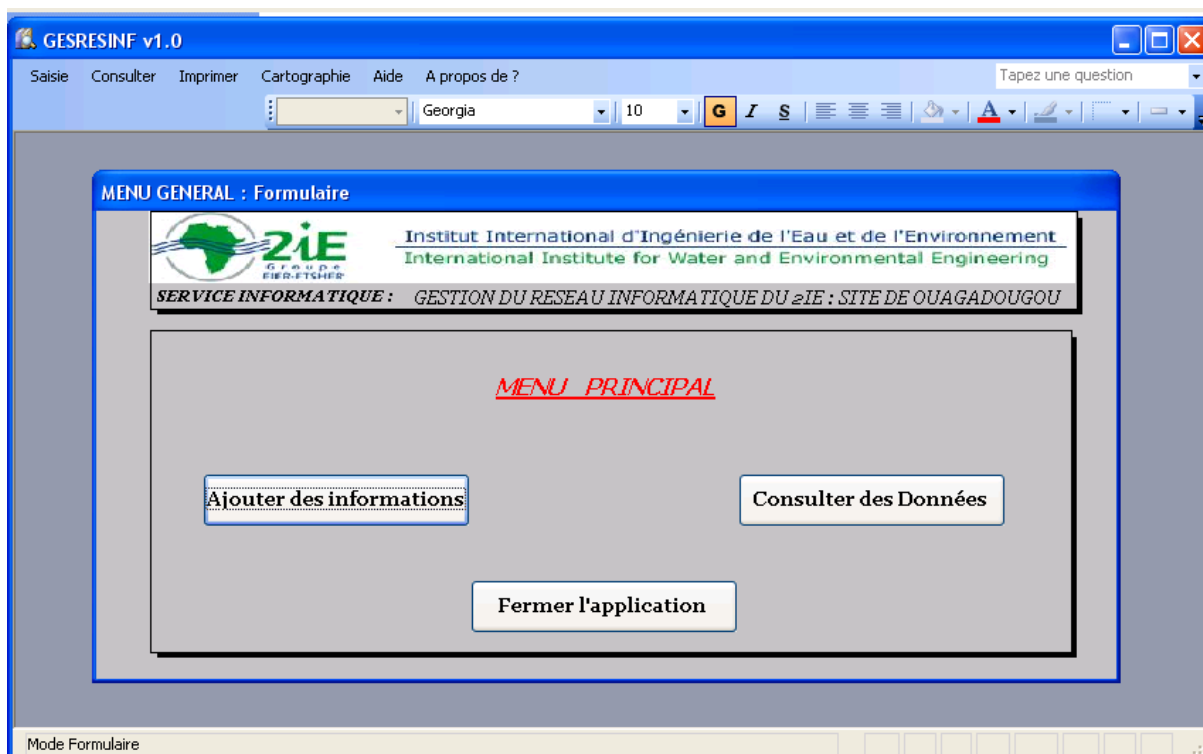 GESRESINF v1.0
Saisie Consulter Imprimer Cartographie Aide A propos de ? Tapez une question
Georgia 10 G I S A
MENU GENERAL : Formulaire
2iE Institut International d'Ingénierie de l'Eau et de l'Environnement
Groupe International Institute for Water and Environmental Engineering
EIER-ETSHER
SERVICE INFORMATIQUE : GESTION DU RESEAU INFORMATIQUE DU 2IE : SITE DE OUAGADOUGOU
MENU PRINCIPAL
Ajouter des informations Consulter des Données
Fermer l'application
Mode Formulaire